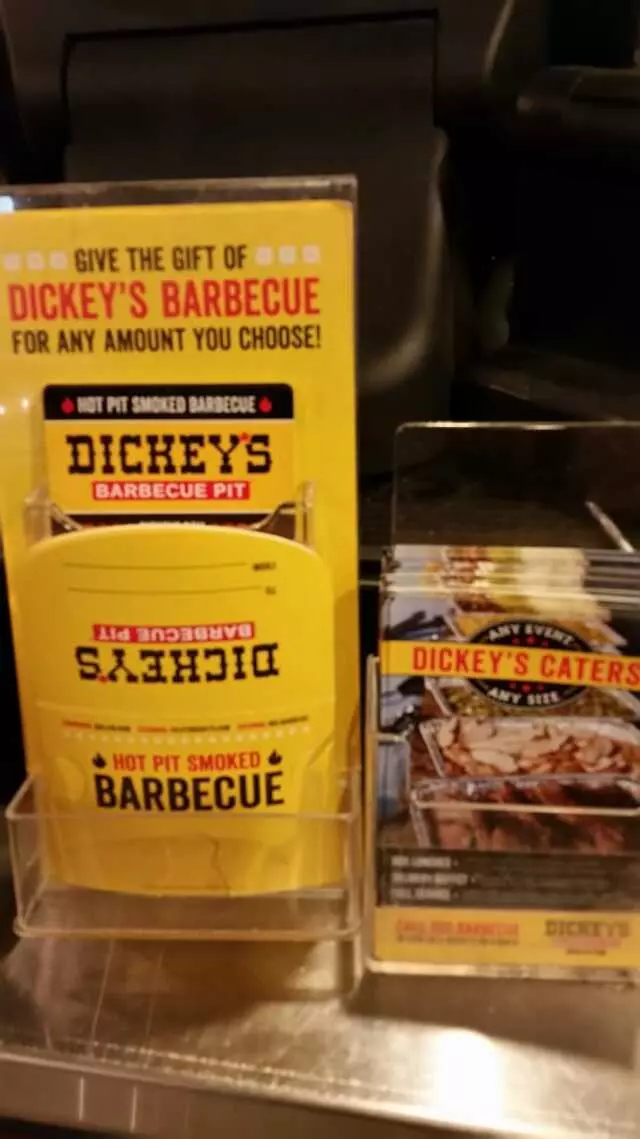 GIVE THE GIFT OF
DICKEY'S BARBECUE
FOR ANY AMOUNT YOU CHOOSE!
HOT PIT SMOKED BARBECUE
DICKEY'S
BARBECUE PIT
BARBECUE PIT
DICKEY'S
HOT PIT SMOKED
BARBECUE
ANY EVENT
DICKEY'S CATERS
ANY SIZE
DICKEY'S